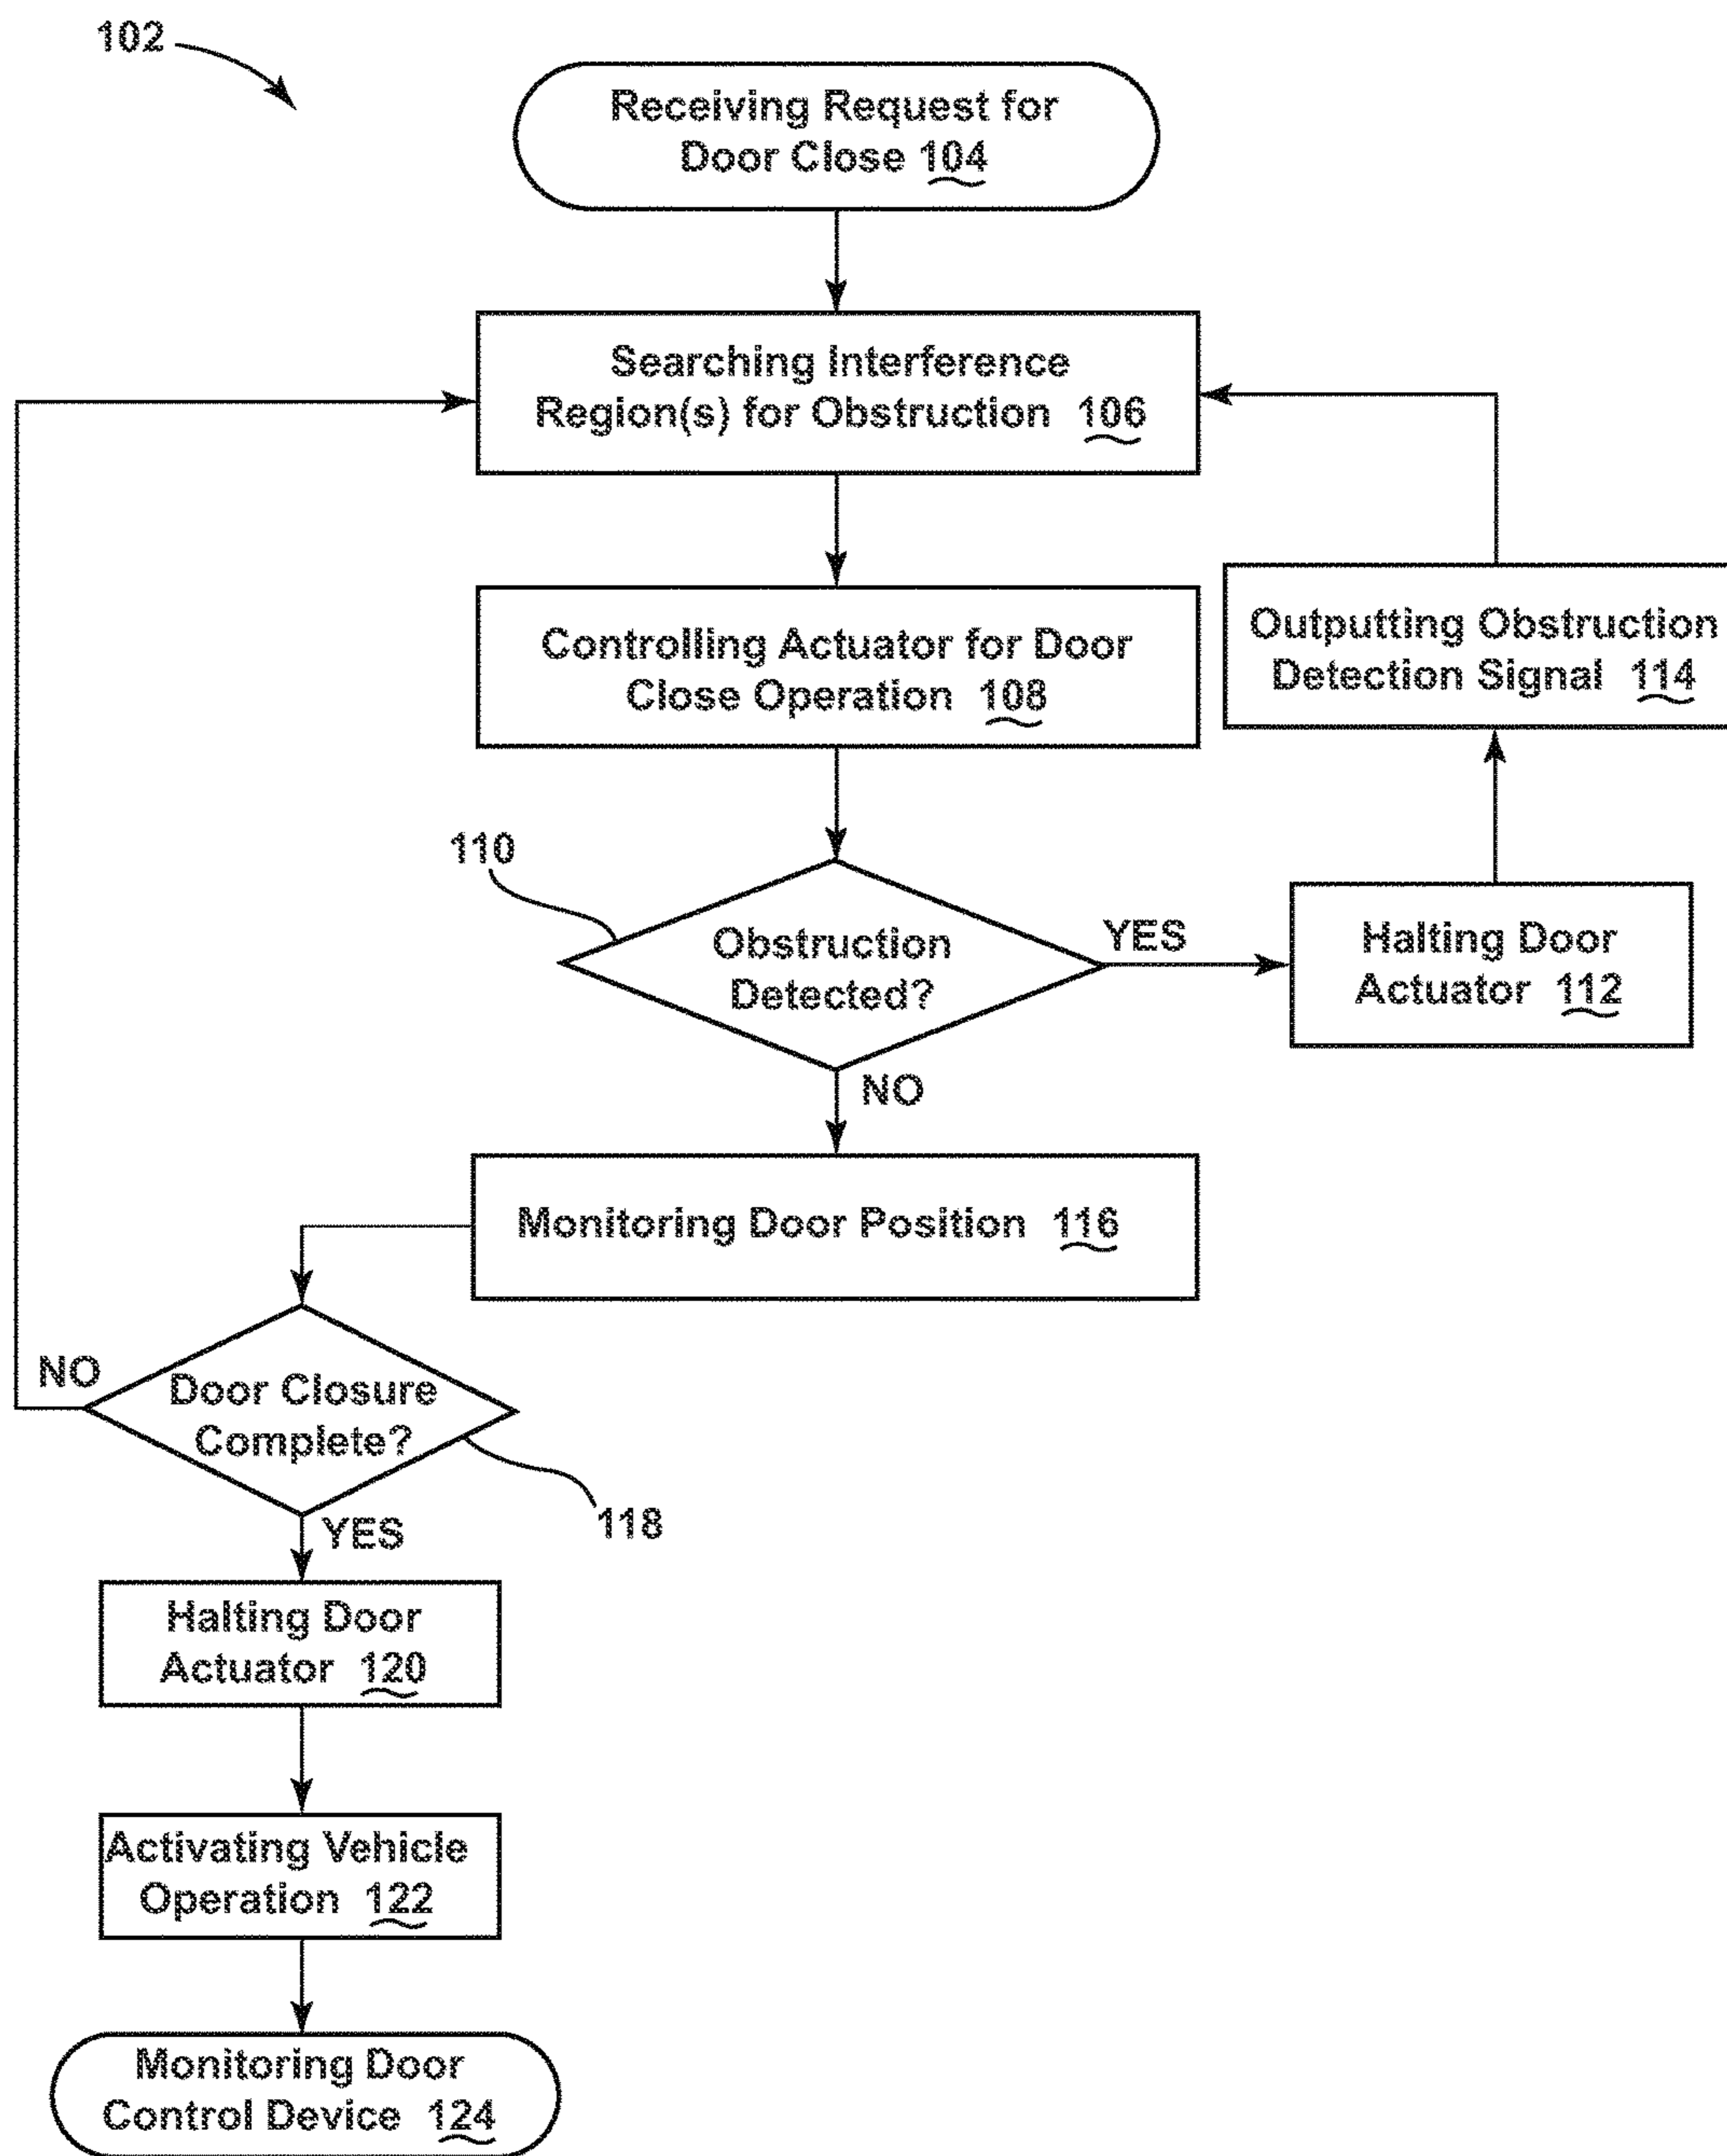 102
Receiving Request for
Door Close 104
Searching Interference
Region(s) for Obstruction 106
Controlling Actuator for Door
Close Operation 108
Outputting Obstruction
Detection Signal 114
110
Obstruction
Detected?
YES
Halting Door
Actuator 112
NO
Monitoring Door Position 116
NO
Door Closure
Complete?
118
YES
Halting Door
Actuator 120
Activating Vehicle
Operation 122
Monitoring Door
Control Device 124